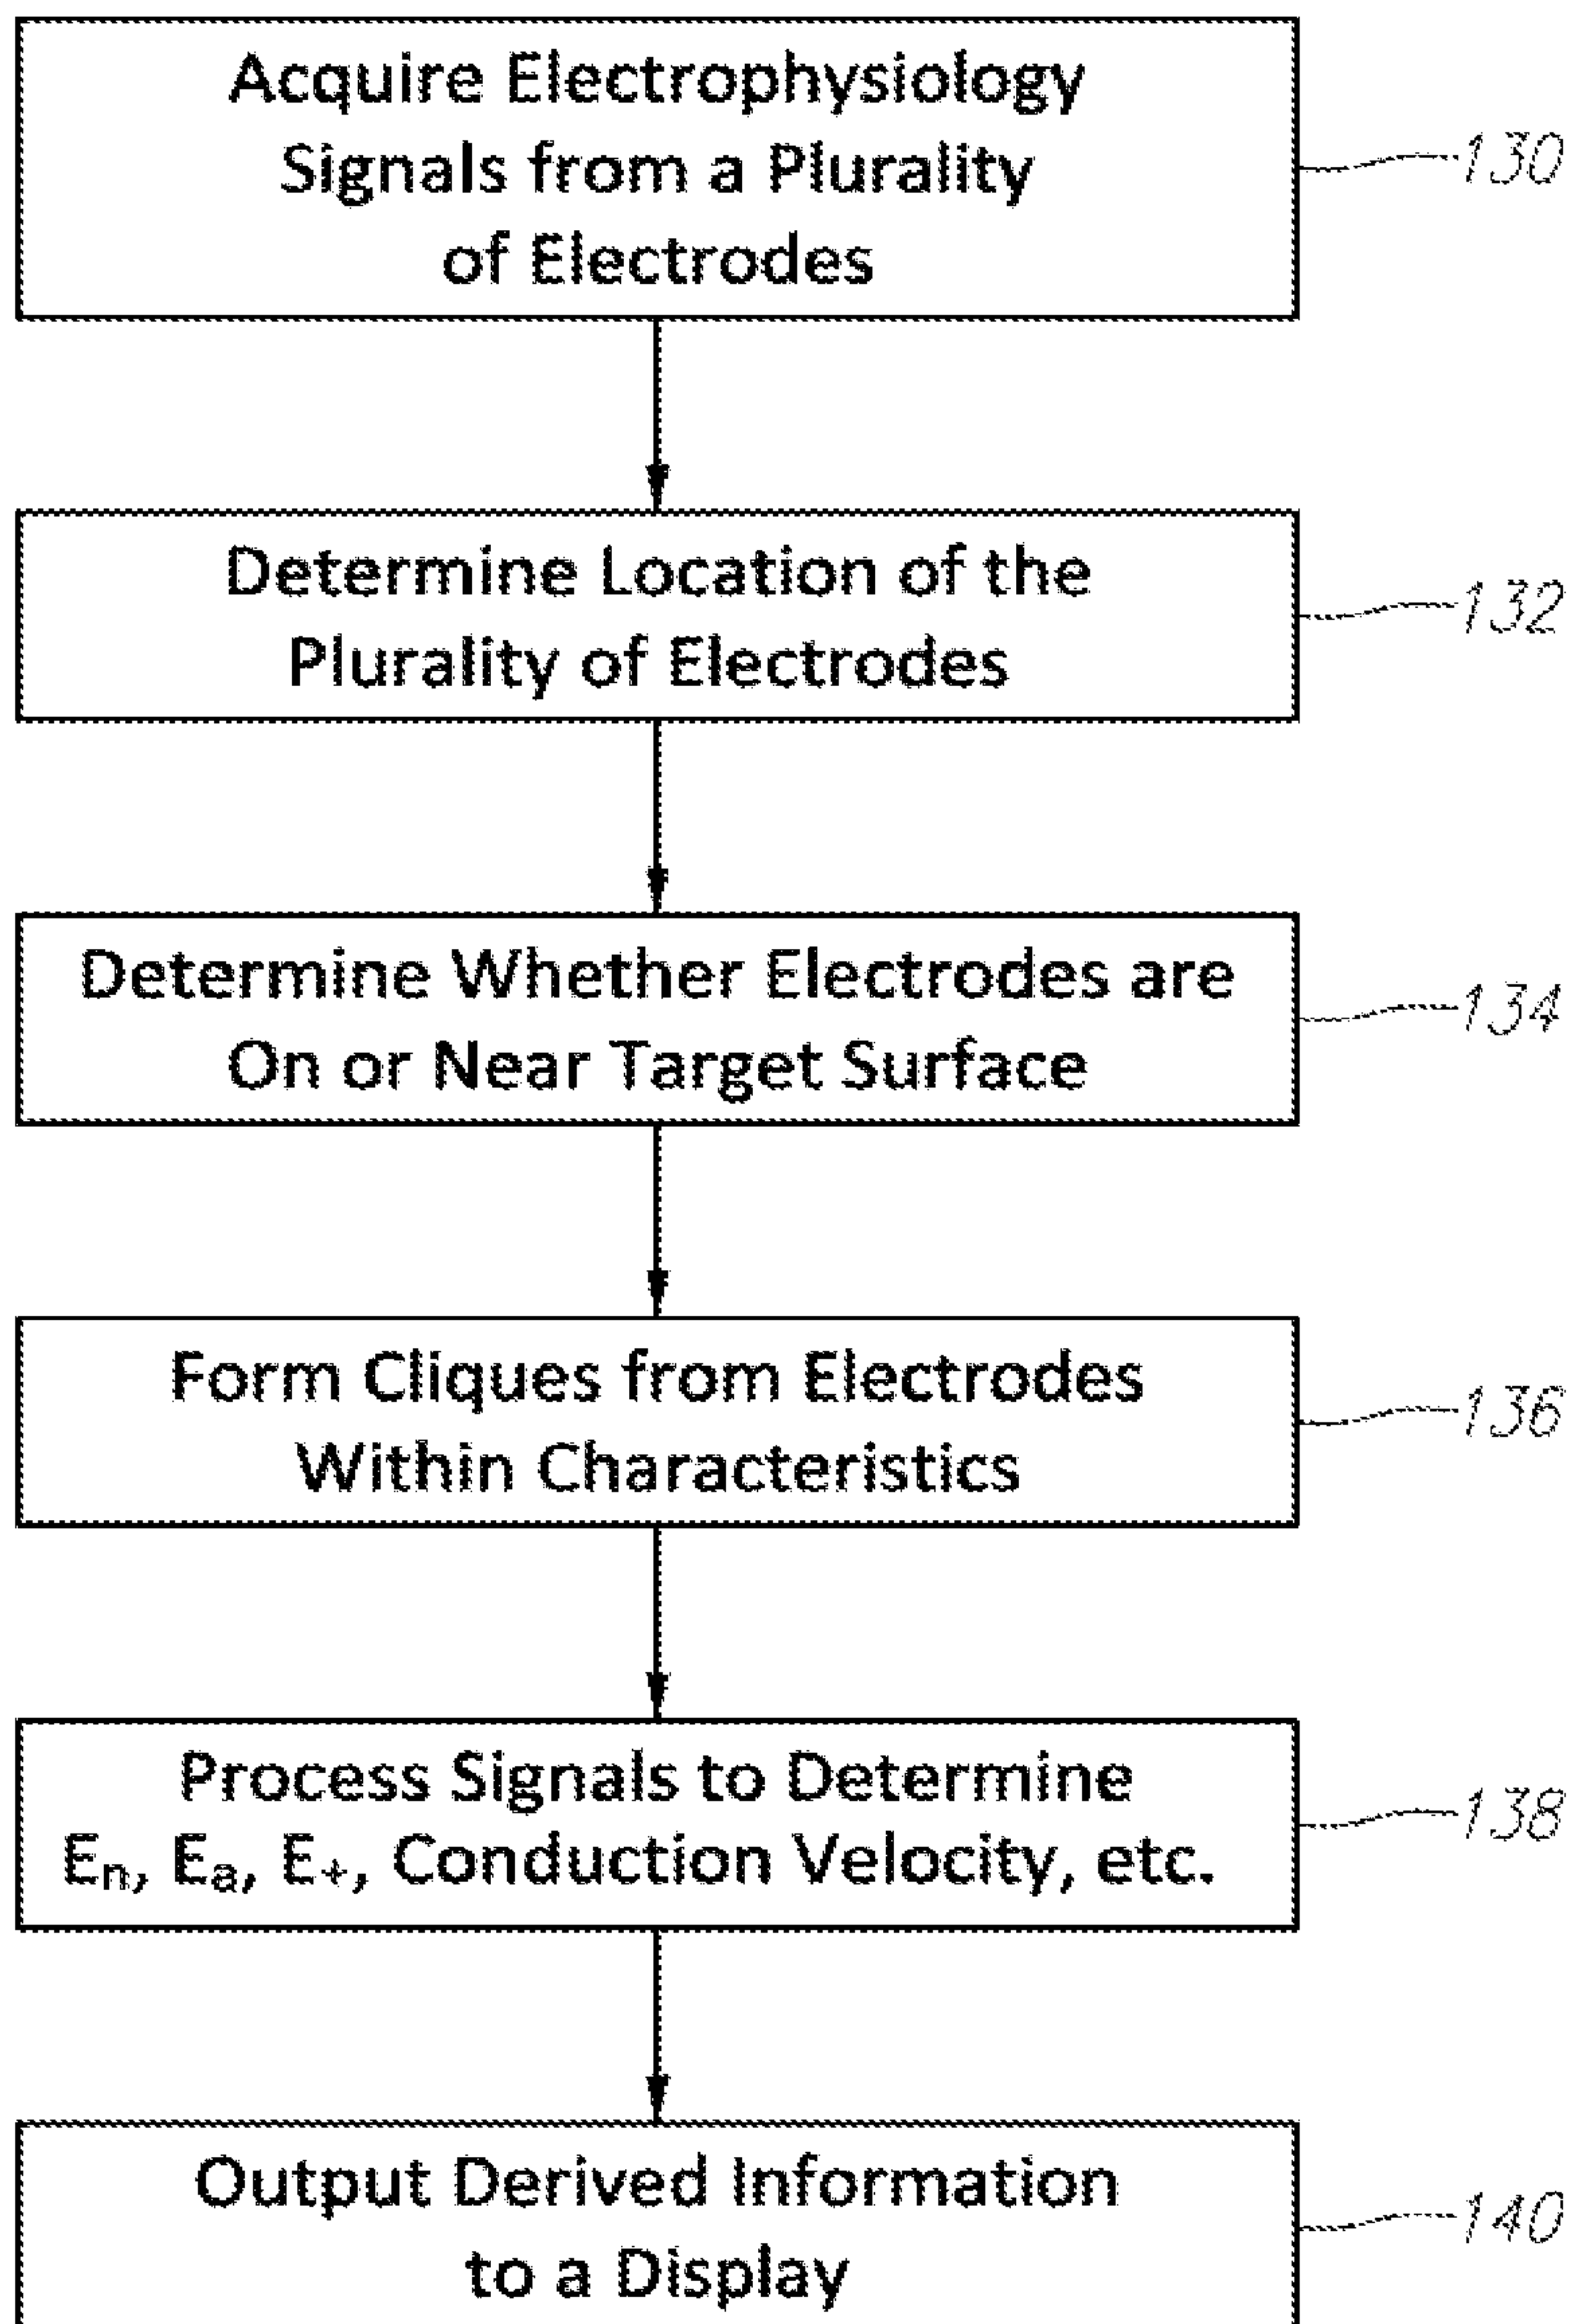 Acquire Electrophysiology
Signals from a Plurality
of Electrodes
130
Determine Location of the
Plurality of Electrodes
132
Determine Whether Electrodes are
On or Near Target Surface
134
Form Cliques from Electrodes
Within Characteristics
136
Process Signals to Determine
Eₙ, Eₐ, E₊, Conduction Velocity, etc.
138
Output Derived Information
to a Display
140